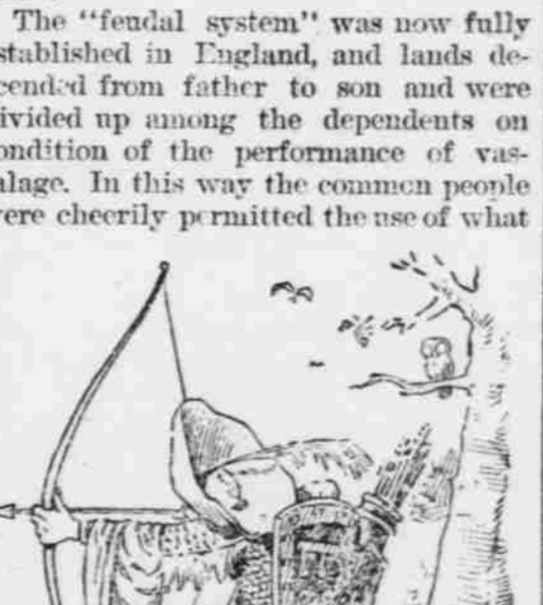 The "feudal system" was now fully
stablished in England, and lands de-
cended from father to son and were
ivided up among the dependents on
ondition of the performance of vas-
alage. In this way the common people
vere cheerily permitted the use of what